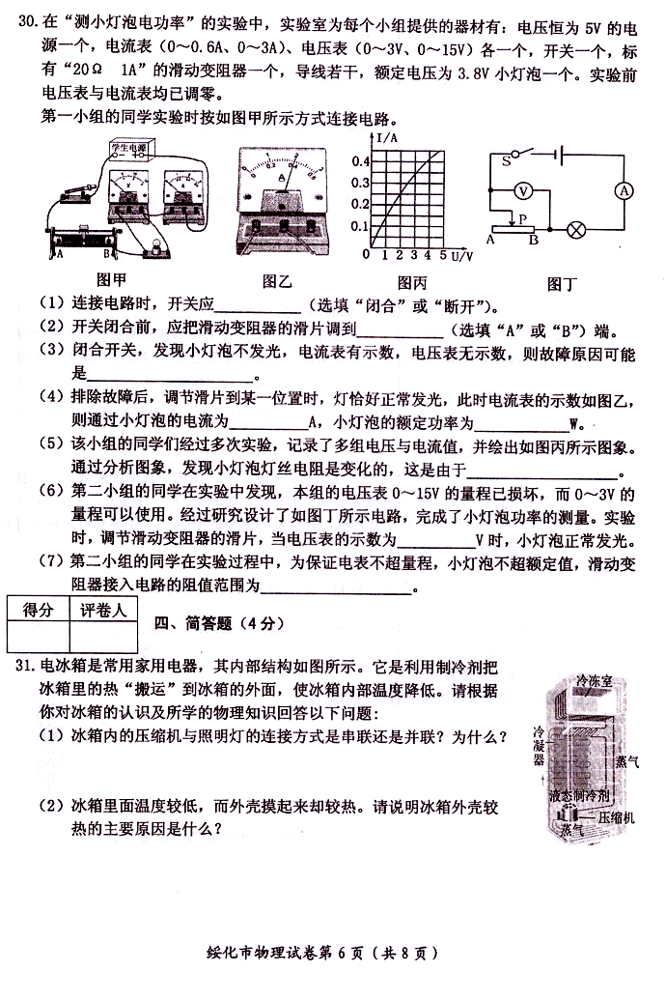 30. 在“测小灯泡电功率”的实验中，实验室为每个小组提供的器材有：电压恒为 5V 的电
源一个，电流表（0～0.6A、0～3A）、电压表（0～3V、0～15V）各一个，开关一个，标
有“20Ω　1A”的滑动变阻器一个，导线若干，额定电压为 3.8V 小灯泡一个。实验前
电压表与电流表均已调零。
第一小组的同学实验时按如图甲所示方式连接电路。
学生电源
V
A
A B
图甲
0 1 2 3
0 0.2 0.4 0.6
A
图乙
I/A
0.4
0.3
0.2
0.1
0 1 2 3 4 5 U/V
图丙
S
V
A
P
A B
图丁
（1）连接电路时，开关应__________（选填“闭合”或“断开”）。
（2）开关闭合前，应把滑动变阻器的滑片调到__________（选填“A”或“B”）端。
（3）闭合开关，发现小灯泡不发光，电流表有示数，电压表无示数，则故障原因可能
是____________________。
（4）排除故障后，调节滑片到某一位置时，灯恰好正常发光，此时电流表的示数如图乙，
则通过小灯泡的电流为_________A，小灯泡的额定功率为___________W。
（5）该小组的同学们经过多次实验，记录了多组电压与电流值，并绘出如图丙所示图象。
通过分析图象，发现小灯泡灯丝电阻是变化的，这是由于__________________。
（6）第二小组的同学在实验中发现，本组的电压表 0～15V 的量程已损坏，而 0～3V 的
量程可以使用。经过研究设计了如图丁所示电路，完成了小灯泡功率的测量。实验
时，调节滑动变阻器的滑片，当电压表的示数为_________V 时，小灯泡正常发光。
（7）第二小组的同学在实验过程中，为保证电表不超量程，小灯泡不超额定值，滑动变
阻器接入电路的阻值范围为__________________。
得分 评卷人
四、简答题（4 分）
31. 电冰箱是常用家用电器，其内部结构如图所示。它是利用制冷剂把
冰箱里的热“搬运”到冰箱的外面，使冰箱内部温度降低。请根据
你对冰箱的认识及所学的物理知识回答以下问题：
（1）冰箱内的压缩机与照明灯的连接方式是串联还是并联？为什么？
（2）冰箱里面温度较低，而外壳摸起来却较热。请说明冰箱外壳较
热的主要原因是什么？
冷冻室
冷凝器
蒸气
液态制冷剂
压缩机
蒸气
绥化市物理试卷第 6 页（共 8 页）